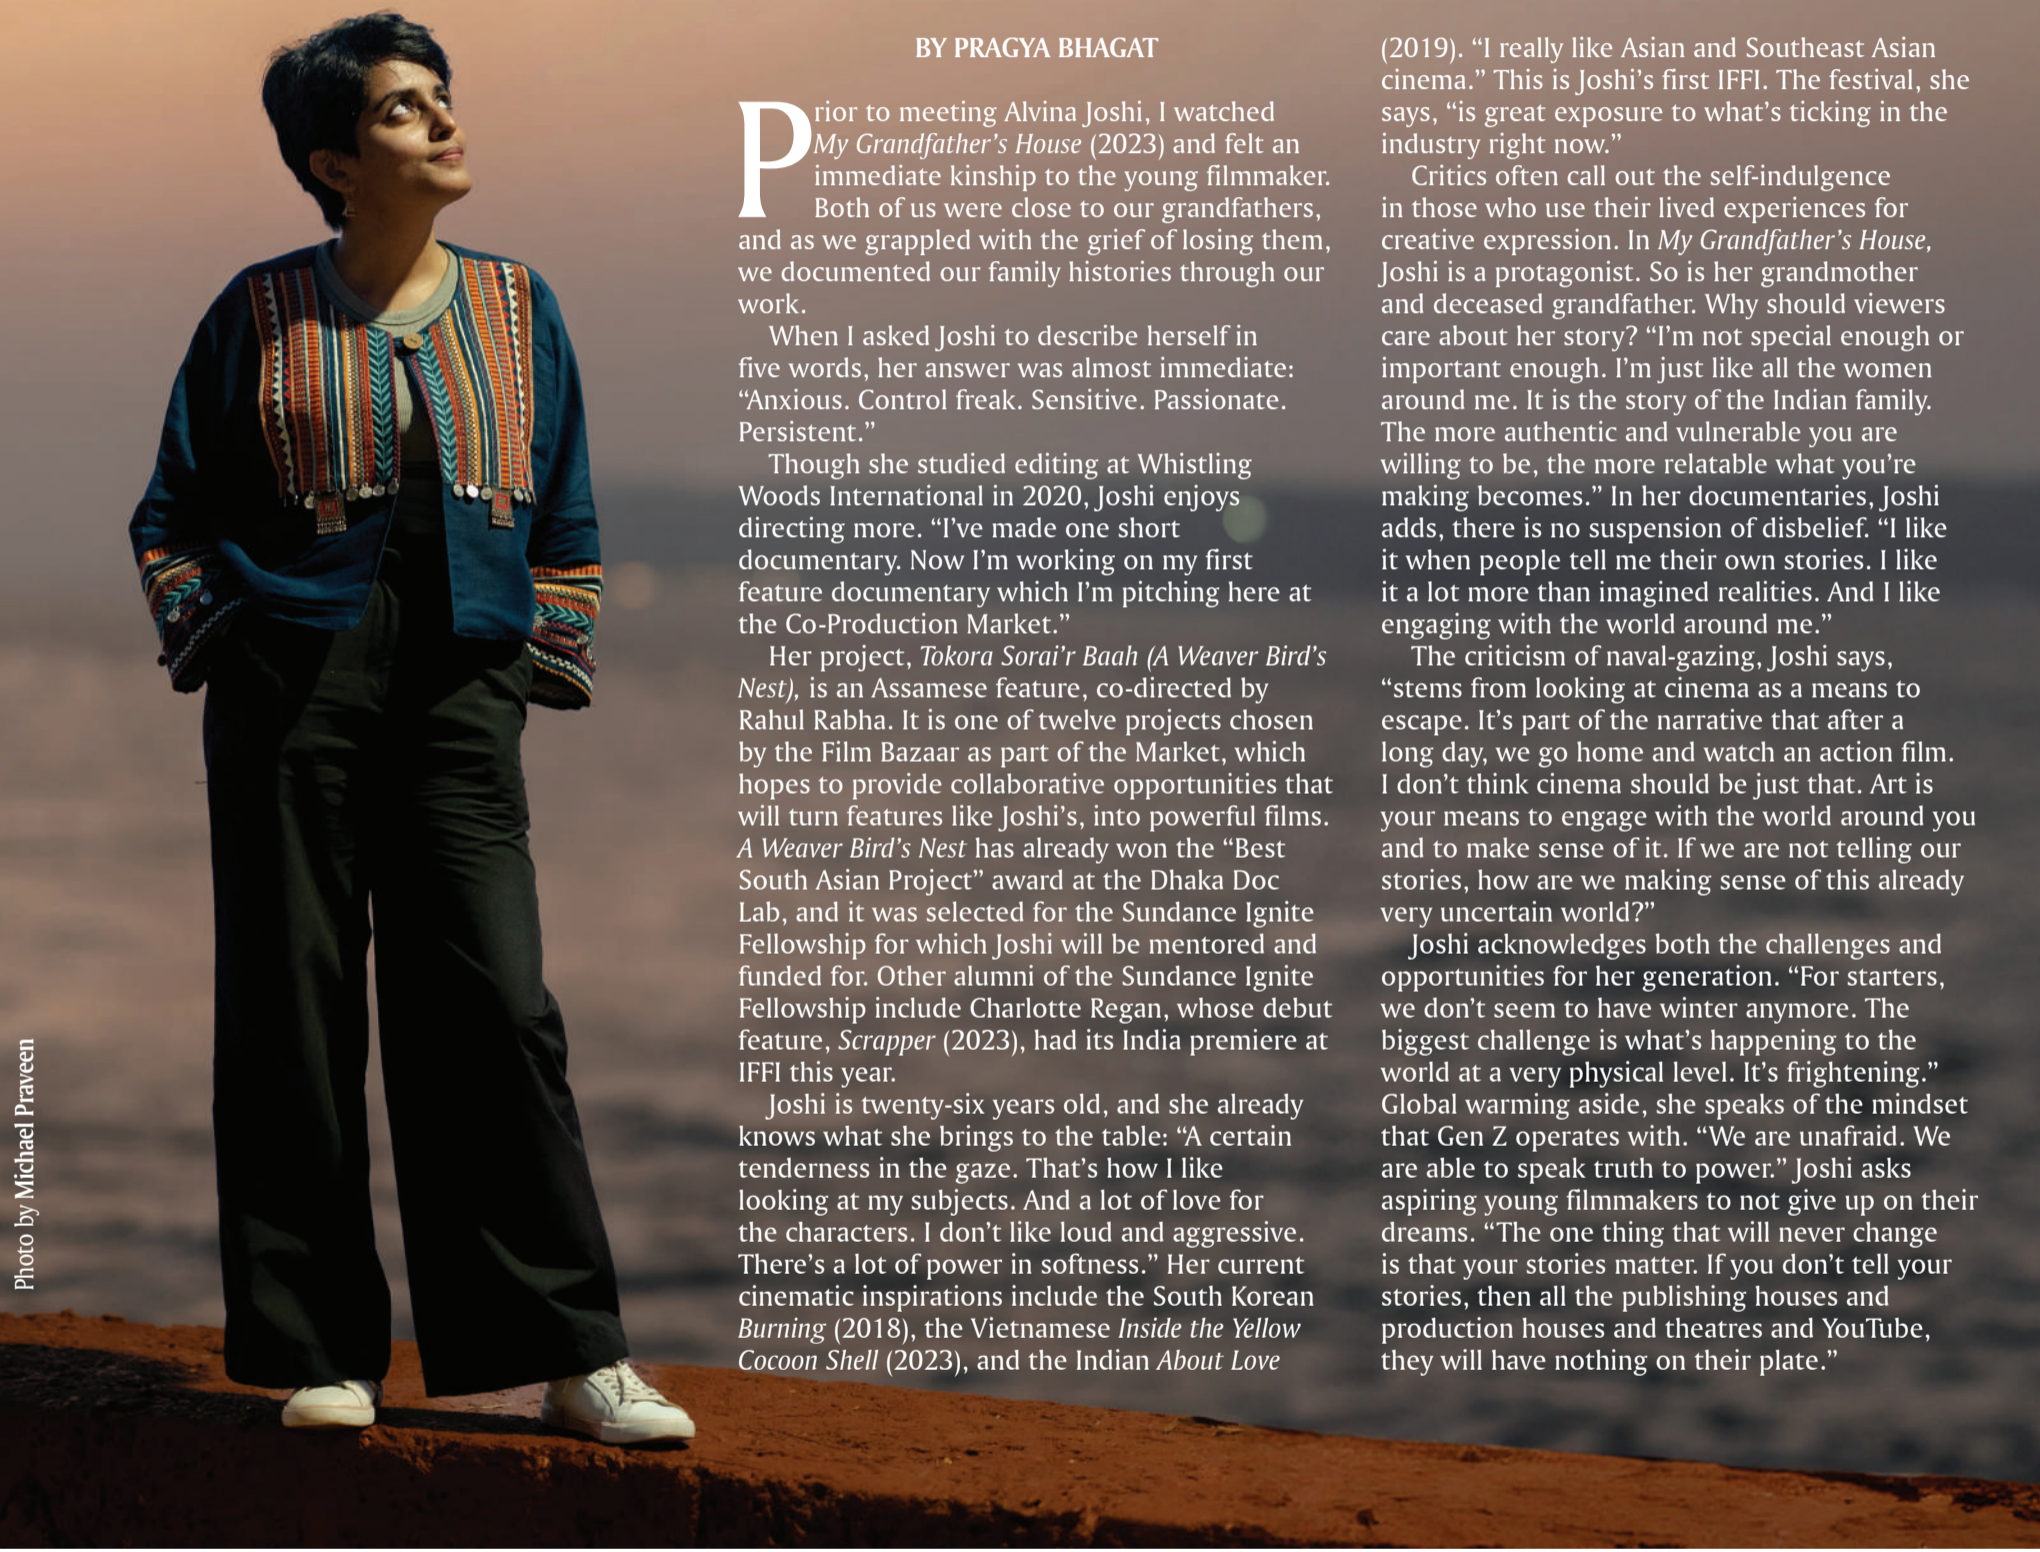 BY PRAGYA BHAGAT
Prior to meeting Alvina Joshi, I watched
My Grandfather’s House (2023) and felt an
immediate kinship to the young filmmaker.
Both of us were close to our grandfathers,
and as we grappled with the grief of losing them,
we documented our family histories through our
work.
When I asked Joshi to describe herself in
five words, her answer was almost immediate:
“Anxious. Control freak. Sensitive. Passionate.
Persistent.”
Though she studied editing at Whistling
Woods International in 2020, Joshi enjoys
directing more. “I’ve made one short
documentary. Now I’m working on my first
feature documentary which I’m pitching here at
the Co-Production Market.”
Her project, Tokora Sorai’r Baah (A Weaver Bird’s
Nest), is an Assamese feature, co-directed by
Rahul Rabha. It is one of twelve projects chosen
by the Film Bazaar as part of the Market, which
hopes to provide collaborative opportunities that
will turn features like Joshi’s, into powerful films.
A Weaver Bird’s Nest has already won the “Best
South Asian Project” award at the Dhaka Doc
Lab, and it was selected for the Sundance Ignite
Fellowship for which Joshi will be mentored and
funded for. Other alumni of the Sundance Ignite
Fellowship include Charlotte Regan, whose debut
feature, Scrapper (2023), had its India premiere at
IFFI this year.
Joshi is twenty-six years old, and she already
knows what she brings to the table: “A certain
tenderness in the gaze. That’s how I like
looking at my subjects. And a lot of love for
the characters. I don’t like loud and aggressive.
There’s a lot of power in softness.” Her current
cinematic inspirations include the South Korean
Burning (2018), the Vietnamese Inside the Yellow
Cocoon Shell (2023), and the Indian About Love
(2019). “I really like Asian and Southeast Asian
cinema.” This is Joshi’s first IFFI. The festival, she
says, “is great exposure to what’s ticking in the
industry right now.”
Critics often call out the self-indulgence
in those who use their lived experiences for
creative expression. In My Grandfather’s House,
Joshi is a protagonist. So is her grandmother
and deceased grandfather. Why should viewers
care about her story? “I’m not special enough or
important enough. I’m just like all the women
around me. It is the story of the Indian family.
The more authentic and vulnerable you are
willing to be, the more relatable what you’re
making becomes.” In her documentaries, Joshi
adds, there is no suspension of disbelief. “I like
it when people tell me their own stories. I like
it a lot more than imagined realities. And I like
engaging with the world around me.”
The criticism of naval-gazing, Joshi says,
“stems from looking at cinema as a means to
escape. It’s part of the narrative that after a
long day, we go home and watch an action film.
I don’t think cinema should be just that. Art is
your means to engage with the world around you
and to make sense of it. If we are not telling our
stories, how are we making sense of this already
very uncertain world?”
Joshi acknowledges both the challenges and
opportunities for her generation. “For starters,
we don’t seem to have winter anymore. The
biggest challenge is what’s happening to the
world at a very physical level. It’s frightening.”
Global warming aside, she speaks of the mindset
that Gen Z operates with. “We are unafraid. We
are able to speak truth to power.” Joshi asks
aspiring young filmmakers to not give up on their
dreams. “The one thing that will never change
is that your stories matter. If you don’t tell your
stories, then all the publishing houses and
production houses and theatres and YouTube,
they will have nothing on their plate.”
Photo by Michael Praveen